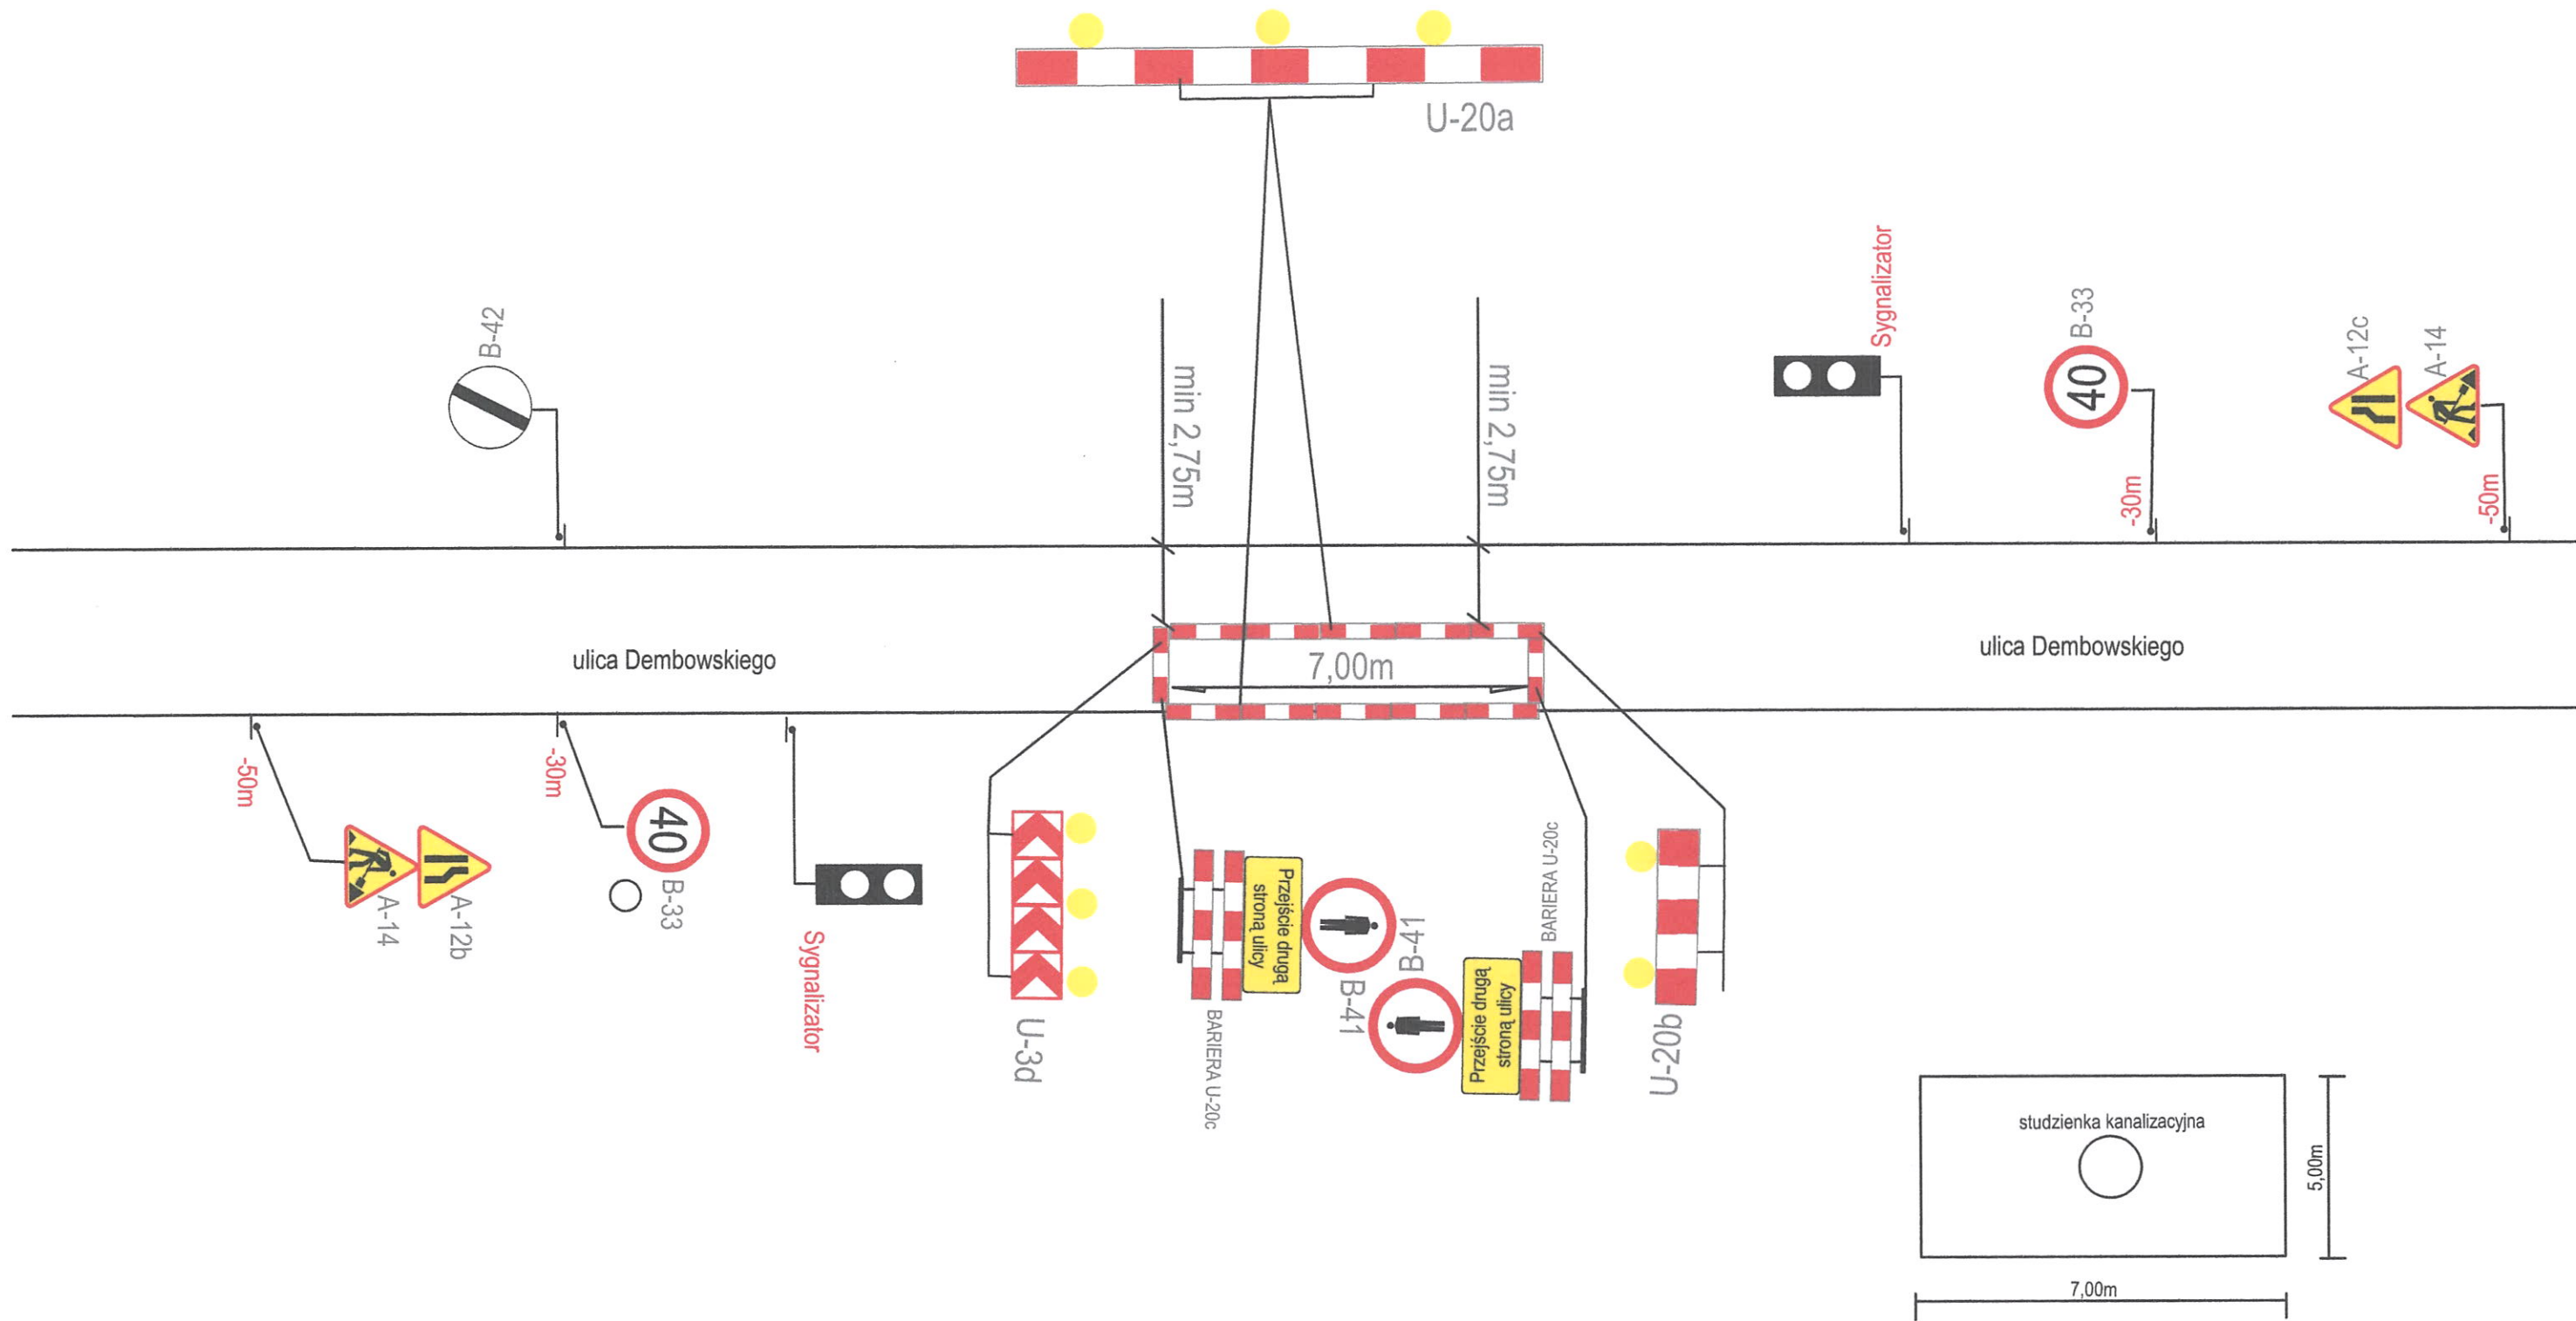 U-20a
B-42
min 2,75m
min 2,75m
Sygnalizator
B-33
40
-30m
A-12c
A-14
-50m
ulica Dembowskiego
7,00m
ulica Dembowskiego
-50m
A-14
A-12b
-30m
40
B-33
Sygnalizator
U-3d
BARIERA U-20c
Przejście drugą
stroną ulicy
B-41
B-41
Przejście drugą
stroną ulicy
BARIERA U-20c
U-20b
studzienka kanalizacyjna
5,00m
7,00m